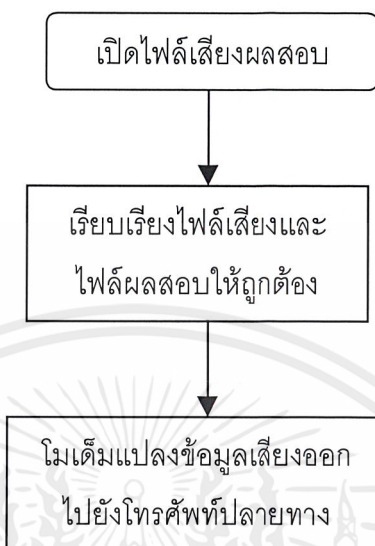 เปิดไฟล์เสียงผลสอบ
เรียบเรียงไฟล์เสียงและ
ไฟล์ผลสอบให้ถูกต้อง
โมเด็มแปลงข้อมูลเสียงออก
ไปยังโทรศัพท์ปลายทาง